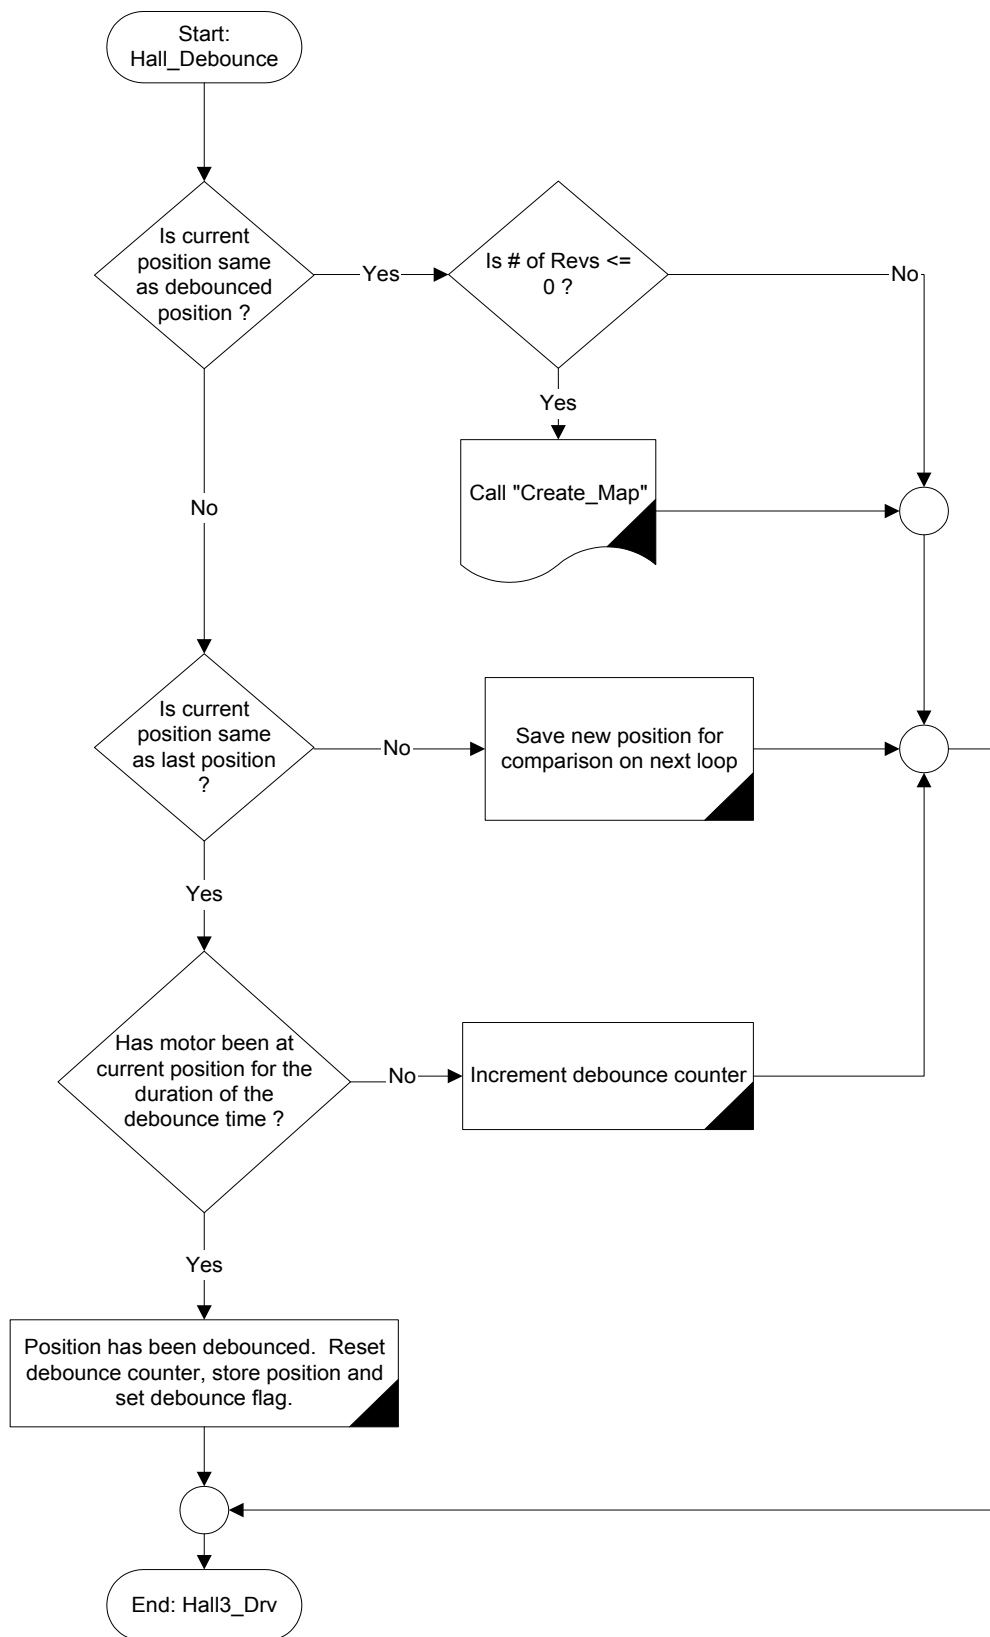 Start:
Hall_Debounce
Is current
position same
as debounced
position ?
Yes
Is # of Revs <=
0 ?
No
Yes
Call "Create_Map"
No
Is current
position same
as last position
?
No
Save new position for
comparison on next loop
Yes
Has motor been at
current position for the
duration of the
debounce time ?
No
Increment debounce counter
Yes
Position has been debounced.  Reset
debounce counter, store position and
set debounce flag.
End: Hall3_Drv